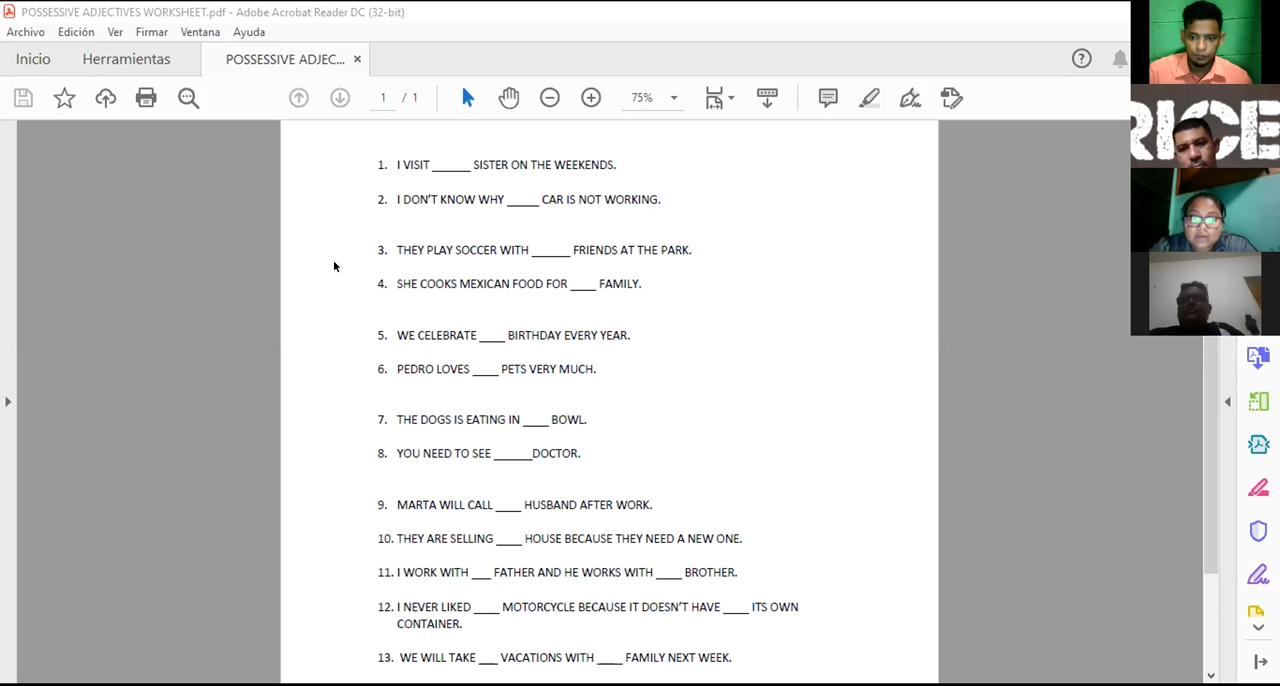 POSSESSIVE ADJECTIVES WORKSHEET.pdf - Adobe Acrobat Reader DC (32-bit)
Archivo Edición Ver Firmar Ventana Ayuda
Inicio Herramientas POSSESSIVE ADJEC... ×
1 / 1 75%
RICE
1. I VISIT ______ SISTER ON THE WEEKENDS.
2. I DON'T KNOW WHY _____ CAR IS NOT WORKING.
3. THEY PLAY SOCCER WITH ______ FRIENDS AT THE PARK.
4. SHE COOKS MEXICAN FOOD FOR ____ FAMILY.
5. WE CELEBRATE ____ BIRTHDAY EVERY YEAR.
6. PEDRO LOVES ____ PETS VERY MUCH.
7. THE DOGS IS EATING IN ____ BOWL.
8. YOU NEED TO SEE ______DOCTOR.
9. MARTA WILL CALL ____ HUSBAND AFTER WORK.
10. THEY ARE SELLING ____ HOUSE BECAUSE THEY NEED A NEW ONE.
11. I WORK WITH ___ FATHER AND HE WORKS WITH ____ BROTHER.
12. I NEVER LIKED ____ MOTORCYCLE BECAUSE IT DOESN'T HAVE ____ ITS OWN
CONTAINER.
13. WE WILL TAKE ___ VACATIONS WITH ____ FAMILY NEXT WEEK.